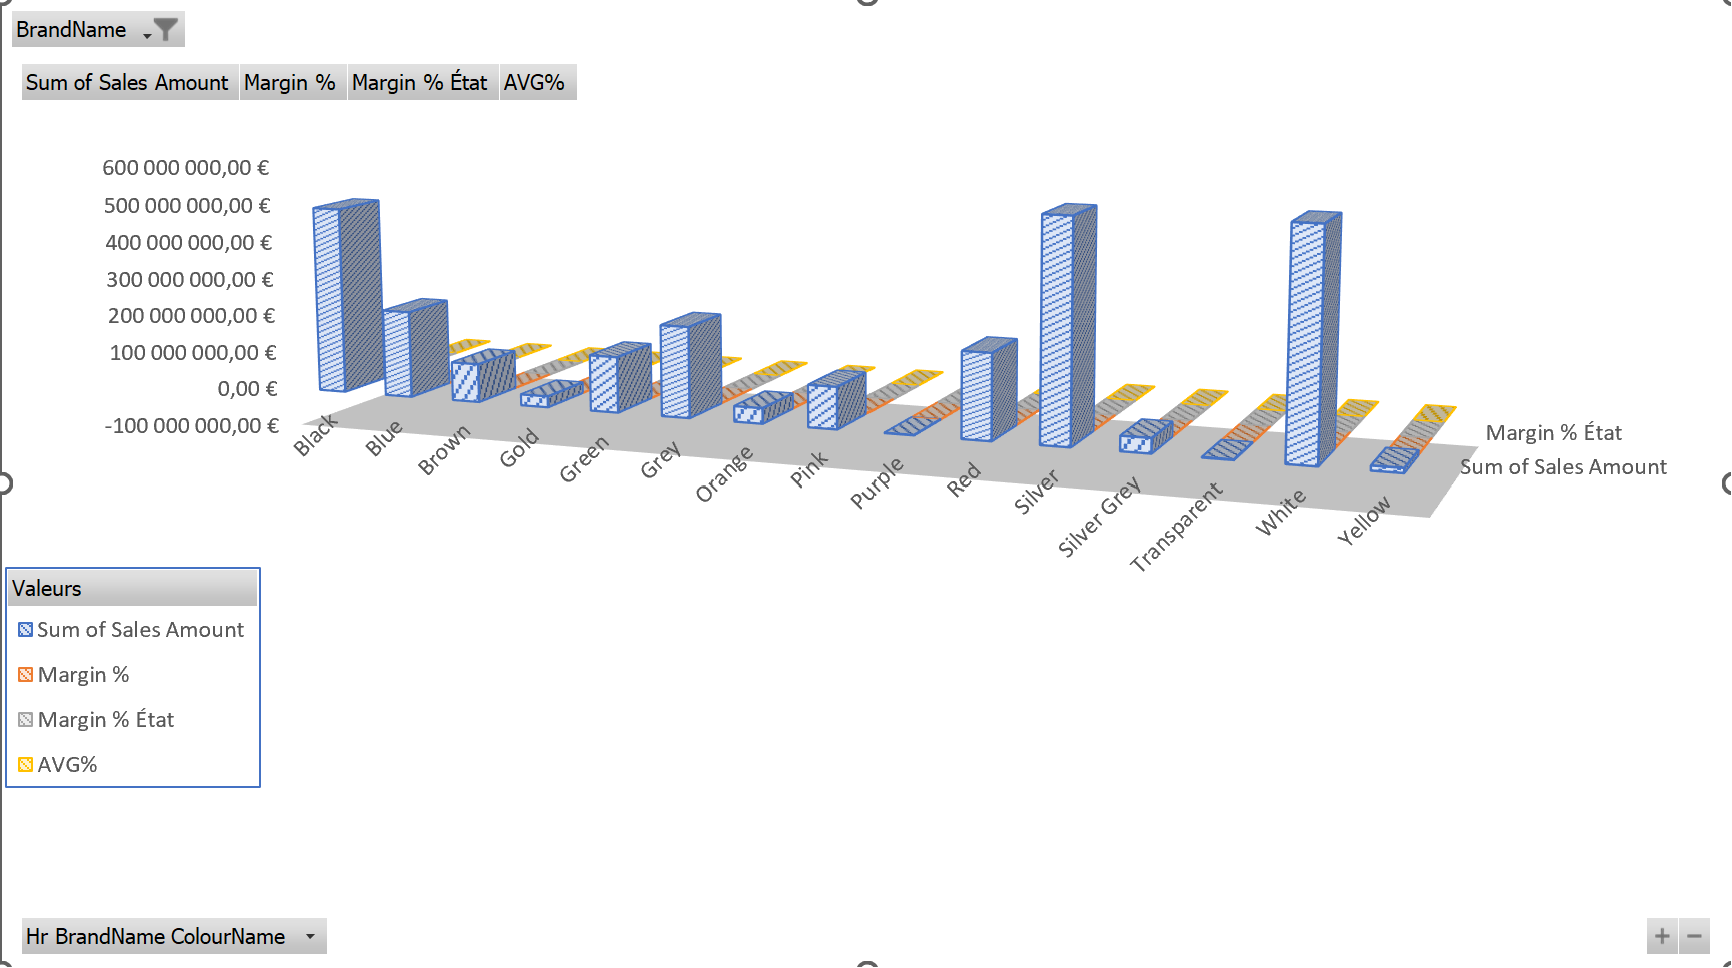 BrandName
Sum of Sales Amount Margin % Margin % État AVG%
600 000 000,00 €
500 000 000,00 €
400 000 000,00 €
300 000 000,00 €
200 000 000,00 €
100 000 000,00 €
0,00 €
-100 000 000,00 €
Black
Blue
Brown
Gold
Green
Grey
Orange
Pink
Purple
Red
Silver
Silver Grey
Transparent
White
Yellow
Margin % État
Sum of Sales Amount
Valeurs
Sum of Sales Amount
Margin %
Margin % État
AVG%
Hr BrandName ColourName
+ −